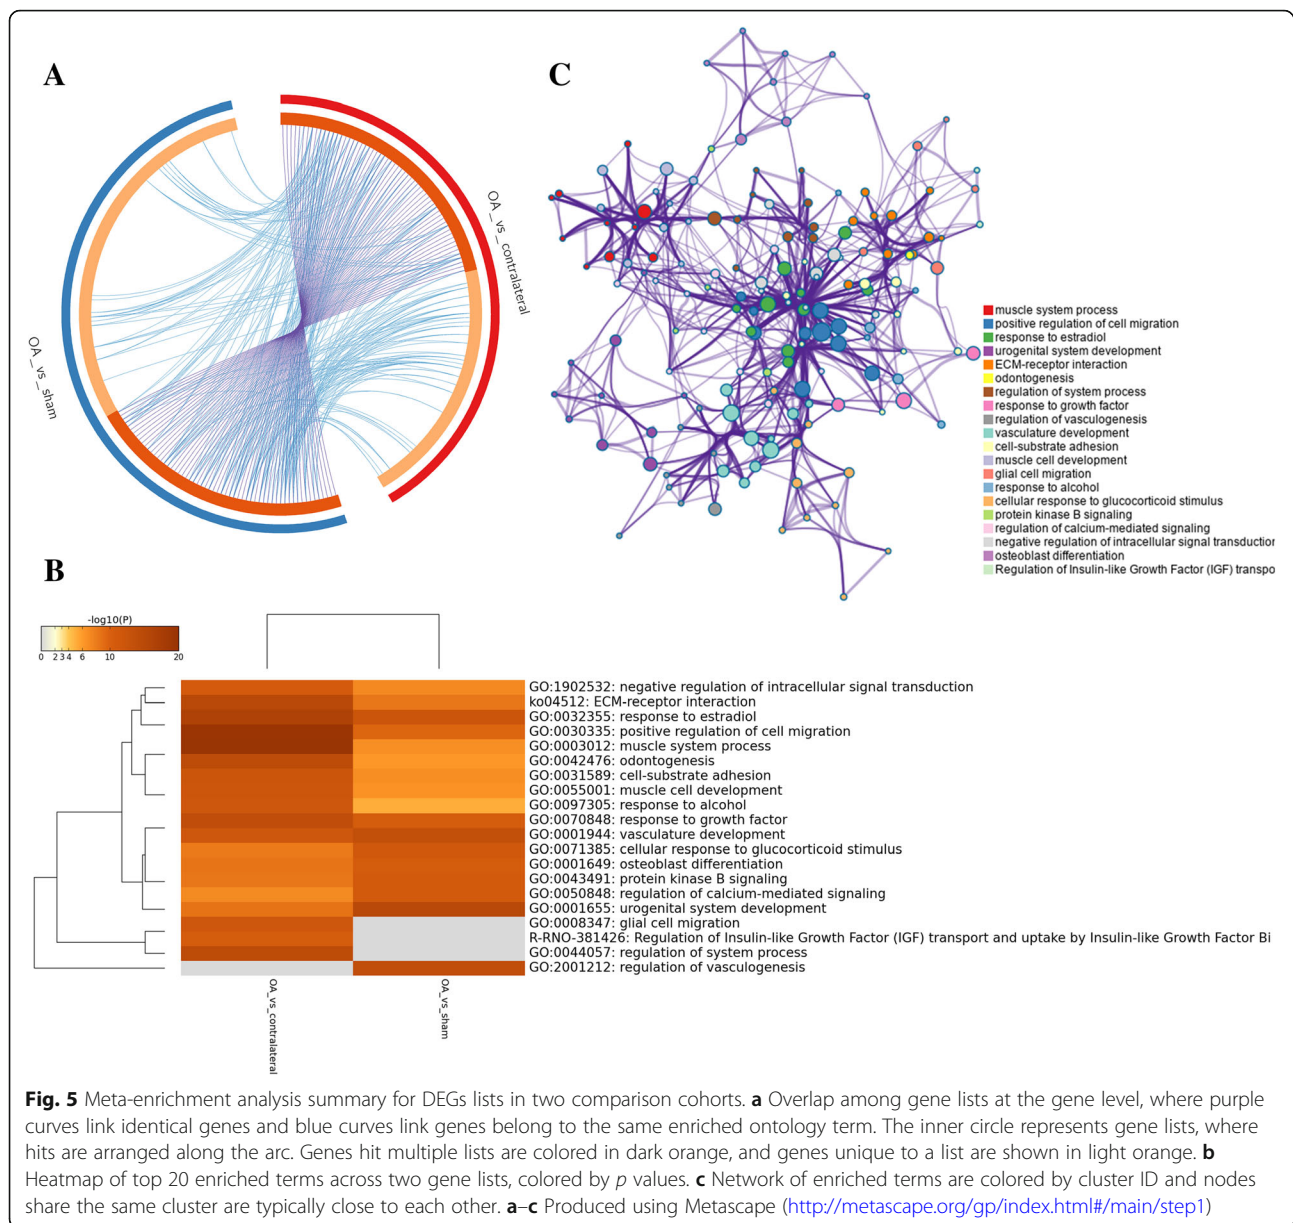 A
C
OA_vs_contralateral
OA_vs_sham
muscle system process
positive regulation of cell migration
response to estradiol
urogenital system development
ECM-receptor interaction
odontogenesis
regulation of system process
response to growth factor
regulation of vasculogenesis
vasculature development
cell-substrate adhesion
muscle cell development
glial cell migration
response to alcohol
cellular response to glucocorticoid stimulus
protein kinase B signaling
regulation of calcium-mediated signaling
negative regulation of intracellular signal transduction
osteoblast differentiation
Regulation of Insulin-like Growth Factor (IGF) transpo
B
-log10(P)
0 2 3 4 6 10 20
GO:1902532: negative regulation of intracellular signal transduction
ko04512: ECM-receptor interaction
GO:0032355: response to estradiol
GO:0030335: positive regulation of cell migration
GO:0003012: muscle system process
GO:0042476: odontogenesis
GO:0031589: cell-substrate adhesion
GO:0055001: muscle cell development
GO:0097305: response to alcohol
GO:0070848: response to growth factor
GO:0001944: vasculature development
GO:0071385: cellular response to glucocorticoid stimulus
GO:0001649: osteoblast differentiation
GO:0043491: protein kinase B signaling
GO:0050848: regulation of calcium-mediated signaling
GO:0001655: urogenital system development
GO:0008347: glial cell migration
R-RNO-381426: Regulation of Insulin-like Growth Factor (IGF) transport and uptake by Insulin-like Growth Factor Bi
GO:0044057: regulation of system process
GO:2001212: regulation of vasculogenesis
OA_vs_contralateral
OA_vs_sham
Fig. 5 Meta-enrichment analysis summary for DEGs lists in two comparison cohorts. a Overlap among gene lists at the gene level, where purple
curves link identical genes and blue curves link genes belong to the same enriched ontology term. The inner circle represents gene lists, where
hits are arranged along the arc. Genes hit multiple lists are colored in dark orange, and genes unique to a list are shown in light orange. b
Heatmap of top 20 enriched terms across two gene lists, colored by p values. c Network of enriched terms are colored by cluster ID and nodes
share the same cluster are typically close to each other. a–c Produced using Metascape (http://metascape.org/gp/index.html#/main/step1)